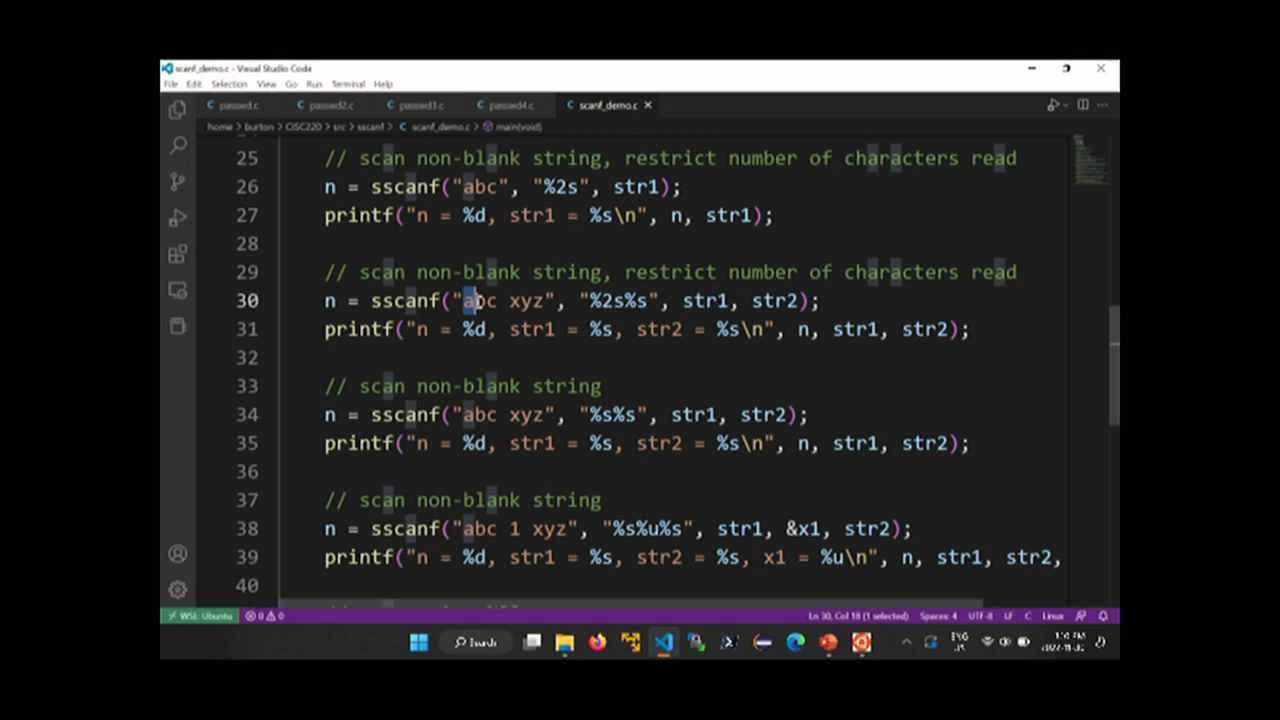 scanf_demo.c - Visual Studio Code
File Edit Selection View Go Run Terminal Help
passwd.c passwd2.c passwd3.c passwd4.c scanf_demo.c
home > burton > CISC220 > src > sscanf > scanf_demo.c > main(void)
25 // scan non-blank string, restrict number of characters read
26 n = sscanf("abc", "%2s", str1);
27 printf("n = %d, str1 = %s\n", n, str1);
28
29 // scan non-blank string, restrict number of characters read
30 n = sscanf("abc xyz", "%2s%s", str1, str2);
31 printf("n = %d, str1 = %s, str2 = %s\n", n, str1, str2);
32
33 // scan non-blank string
34 n = sscanf("abc xyz", "%s%s", str1, str2);
35 printf("n = %d, str1 = %s, str2 = %s\n", n, str1, str2);
36
37 // scan non-blank string
38 n = sscanf("abc 1 xyz", "%s%u%s", str1, &x1, str2);
39 printf("n = %d, str1 = %s, str2 = %s, x1 = %u\n", n, str1, str2,
40
WSL: Ubuntu 0 0 Ln 30, Col 18 (1 selected) Spaces: 4 UTF-8 LF C Linux
Search ENG